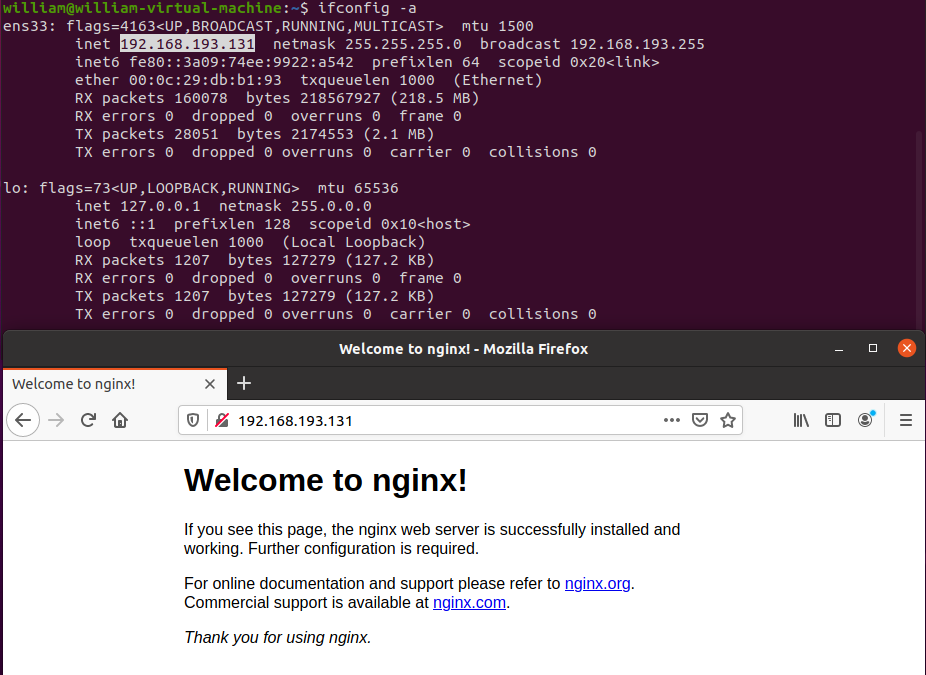 william@william-virtual-machine:~$ ifconfig -a
ens33: flags=4163<UP,BROADCAST,RUNNING,MULTICAST>  mtu 1500
        inet 192.168.193.131  netmask 255.255.255.0  broadcast 192.168.193.255
        inet6 fe80::3a09:74ee:9922:a542  prefixlen 64  scopeid 0x20<link>
        ether 00:0c:29:db:b1:93  txqueuelen 1000  (Ethernet)
        RX packets 160078  bytes 218567927 (218.5 MB)
        RX errors 0  dropped 0  overruns 0  frame 0
        TX packets 28051  bytes 2174553 (2.1 MB)
        TX errors 0  dropped 0 overruns 0  carrier 0  collisions 0
lo: flags=73<UP,LOOPBACK,RUNNING>  mtu 65536
        inet 127.0.0.1  netmask 255.0.0.0
        inet6 ::1  prefixlen 128  scopeid 0x10<host>
        loop  txqueuelen 1000  (Local Loopback)
        RX packets 1207  bytes 127279 (127.2 KB)
        RX errors 0  dropped 0  overruns 0  frame 0
        TX packets 1207  bytes 127279 (127.2 KB)
        TX errors 0  dropped 0 overruns 0  carrier 0  collisions 0
Welcome to nginx! - Mozilla Firefox
Welcome to nginx!
192.168.193.131
Welcome to nginx!
If you see this page, the nginx web server is successfully installed and
working. Further configuration is required.
For online documentation and support please refer to nginx.org.
Commercial support is available at nginx.com.
Thank you for using nginx.